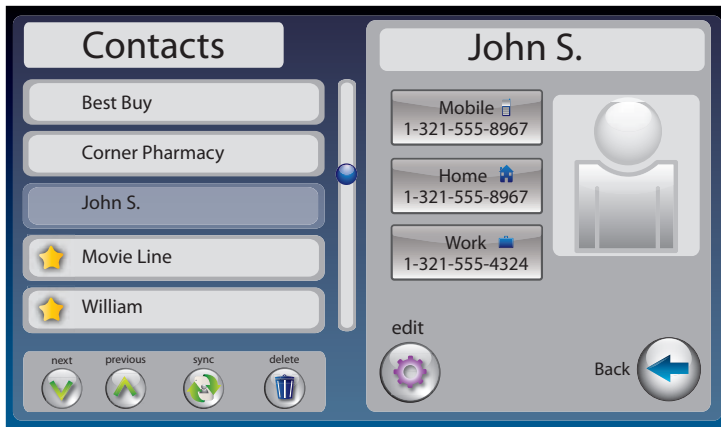 Contacts
Best Buy
Corner Pharmacy
John S.
Movie Line
William
next
previous
sync
delete
John S.
Mobile
1-321-555-8967
Home
1-321-555-8967
Work
1-321-555-4324
edit
Back